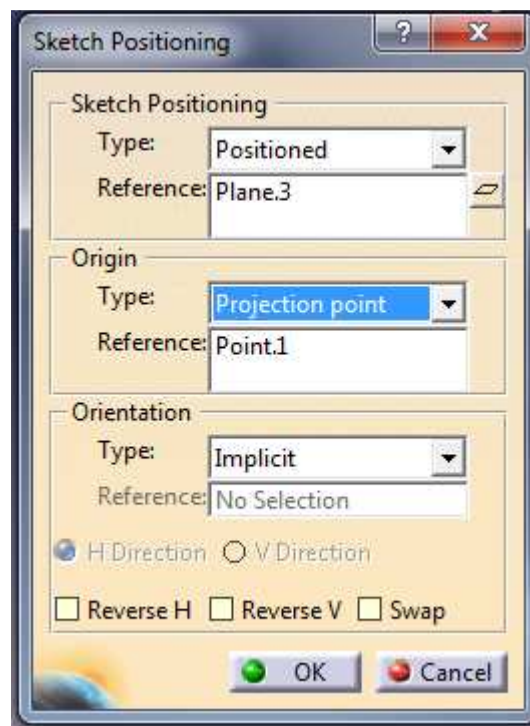 Sketch Positioning
? X
Sketch Positioning
Type: Positioned
Reference: Plane.3
Origin
Type: Projection point
Reference: Point.1
Orientation
Type: Implicit
Reference: No Selection
H Direction V Direction
Reverse H Reverse V Swap
OK Cancel